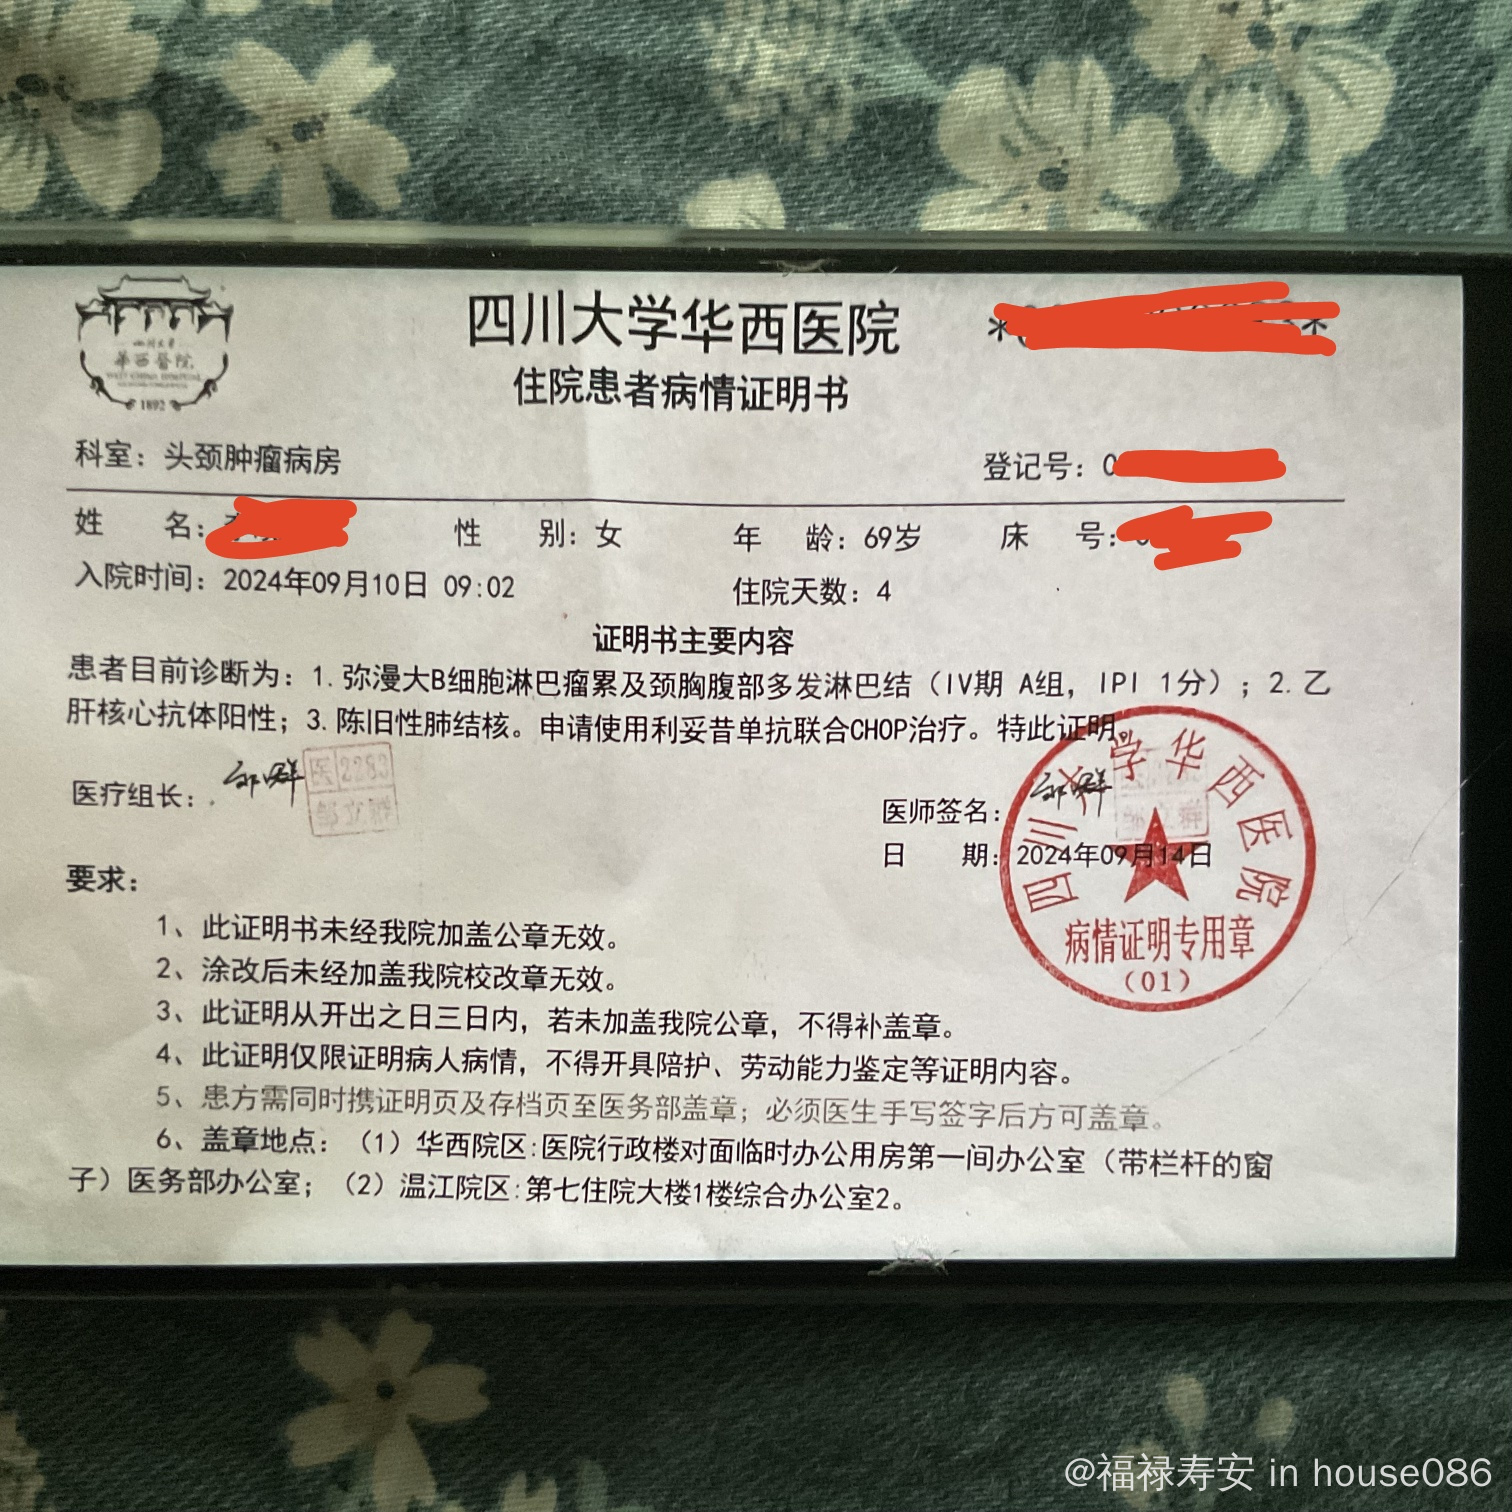 四川大学华西医院
住院患者病情证明书
華西醫院
1892
科室：头颈肿瘤病房 登记号：0
姓 名： 性 别：女 年 龄：69岁 床 号：
入院时间：2024年09月10日 09:02 住院天数：4
证明书主要内容
患者目前诊断为：1.弥漫大B细胞淋巴瘤累及颈胸腹部多发淋巴结（IV期 A组，IPI 1分）；2.乙
肝核心抗体阳性；3.陈旧性肺结核。申请使用利妥昔单抗联合CHOP治疗。特此证明。
医疗组长：
医2283
医师签名：
日 期：2024年09月14日
四川大学华西医院
病情证明专用章
（01）
要求：
1、此证明书未经我院加盖公章无效。
2、涂改后未经加盖我院校改章无效。
3、此证明从开出之日三日内，若未加盖我院公章，不得补盖章。
4、此证明仅限证明病人病情，不得开具陪护、劳动能力鉴定等证明内容。
5、患方需同时携证明页及存档页至医务部盖章；必须医生手写签字后方可盖章。
6、盖章地点：（1）华西院区:医院行政楼对面临时办公用房第一间办公室（带栏杆的窗
子）医务部办公室；（2）温江院区:第七住院大楼1楼综合办公室2。
@福禄寿安 in house086